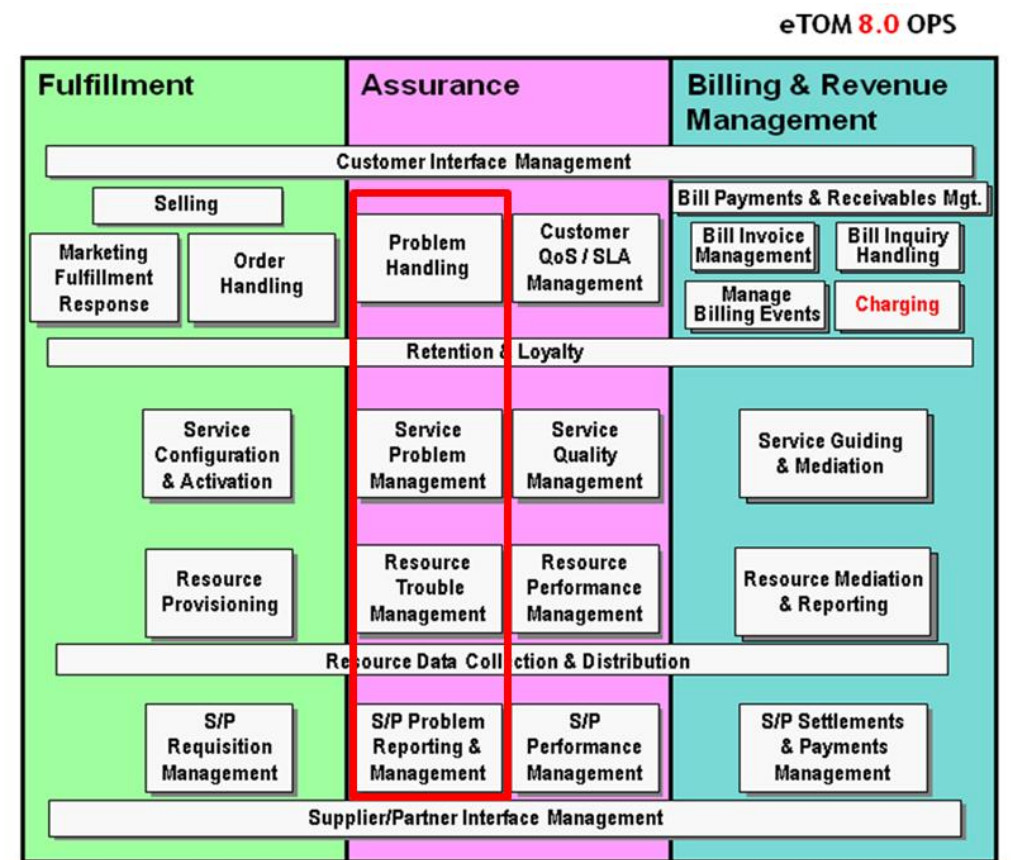 eTOM 8.0 OPS
Fulfillment
Assurance
Billing & Revenue
Management
Customer Interface Management
Selling
Marketing
Fulfillment
Response
Order
Handling
Problem
Handling
Customer
QoS / SLA
Management
Bill Payments & Receivables Mgt.
Bill Invoice
Management
Bill Inquiry
Handling
Manage
Billing Events
Charging
Retention & Loyalty
Service
Configuration
& Activation
Service
Problem
Management
Service
Quality
Management
Service Guiding
& Mediation
Resource
Provisioning
Resource
Trouble
Management
Resource
Performance
Management
Resource Mediation
& Reporting
Resource Data Collection & Distribution
S/P
Requisition
Management
S/P Problem
Reporting &
Management
S/P
Performance
Management
S/P Settlements
& Payments
Management
Supplier/Partner Interface Management